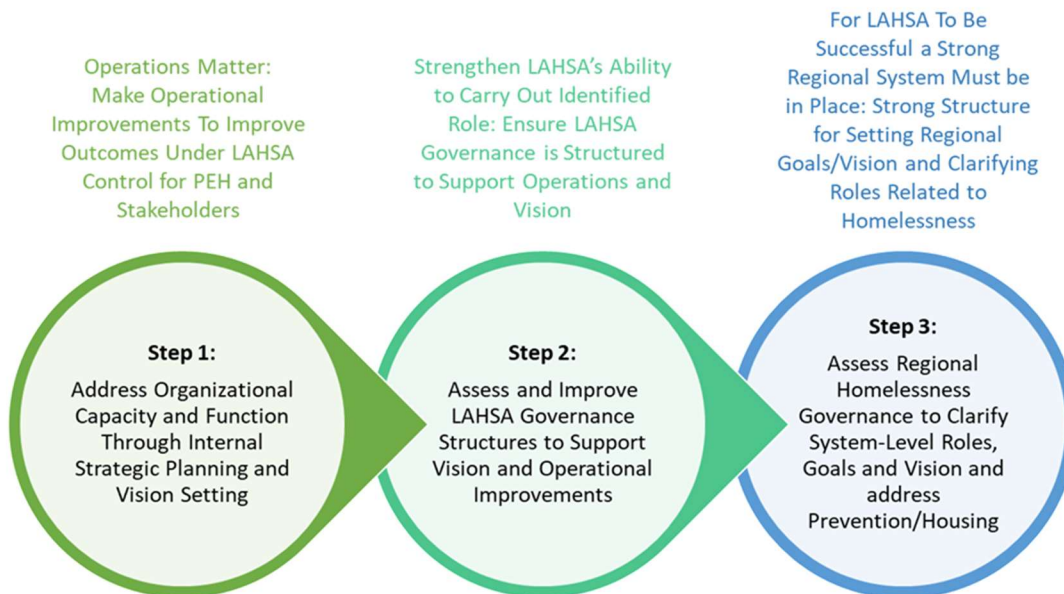 Operations Matter:
Make Operational
Improvements To Improve
Outcomes Under LAHSA
Control for PEH and
Stakeholders
Strengthen LAHSA's Ability
to Carry Out Identified
Role: Ensure LAHSA
Governance is Structured
to Support Operations and
Vision
For LAHSA To Be
Successful a Strong
Regional System Must be
in Place: Strong Structure
for Setting Regional
Goals/Vision and Clarifying
Roles Related to
Homelessness
Step 1:
Address Organizational
Capacity and Function
Through Internal
Strategic Planning and
Vision Setting
Step 2:
Assess and Improve
LAHSA Governance
Structures to Support
Vision and Operational
Improvements
Step 3:
Assess Regional
Homelessness
Governance to Clarify
System-Level Roles,
Goals and Vision and
address
Prevention/Housing